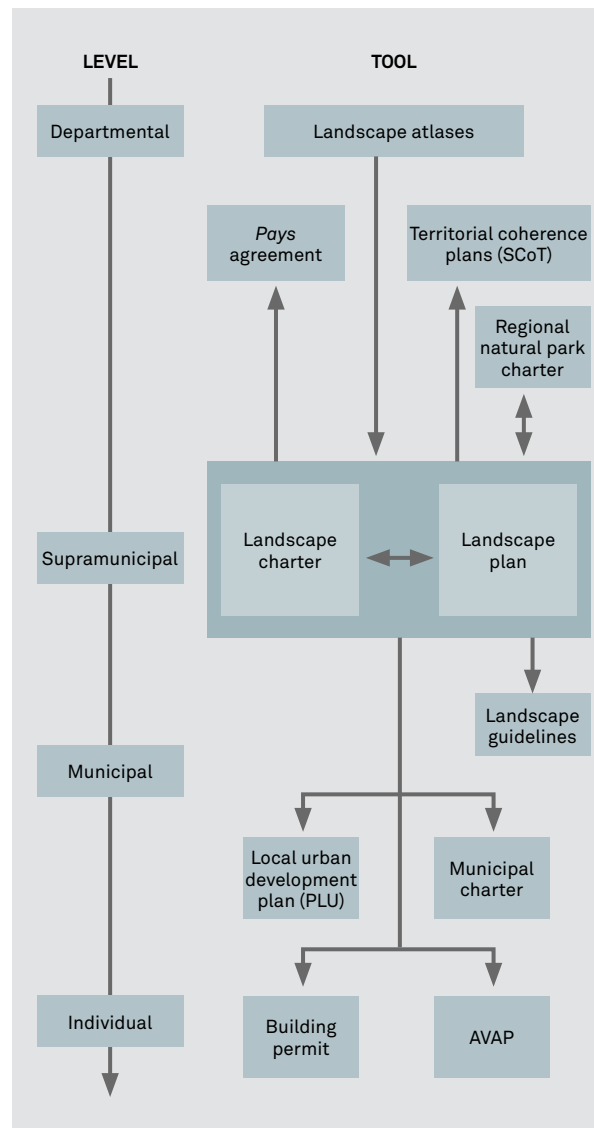 LEVEL
TOOL
Departmental
Landscape atlases
Pays
agreement
Territorial coherence
plans (SCoT)
Regional
natural park
charter
Supramunicipal
Landscape
charter
Landscape
plan
Landscape
guidelines
Municipal
Local urban
development
plan (PLU)
Municipal
charter
Individual
Building
permit
AVAP